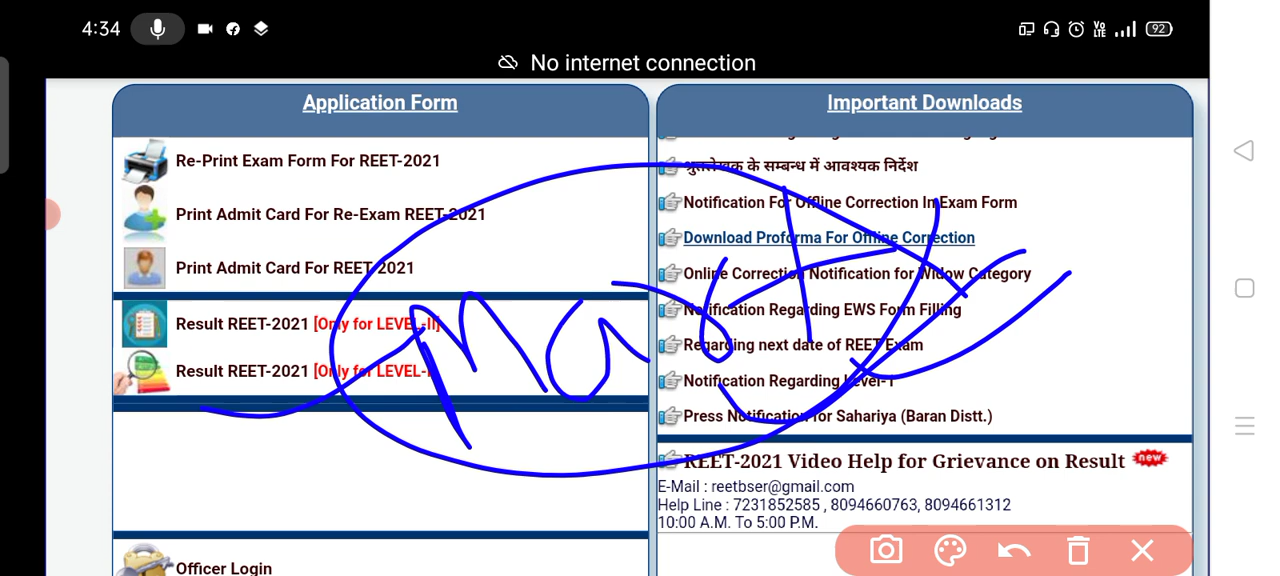 4:34
92
No internet connection
Application Form
Re-Print Exam Form For REET-2021
Print Admit Card For Re-Exam REET-2021
Print Admit Card For REET 2021
Result REET-2021 [Only for LEVEL-II]
Result REET-2021 [Only for LEVEL-I]
Officer Login
Important Downloads
श्रुतलेखक के सम्बन्ध में आवश्यक निर्देश
Notification For Offline Correction In Exam Form
Download Proforma For Offline Correction
Online Correction Notification for Widow Category
Notification Regarding EWS Form Filling
Regarding next date of REET Exam
Notification Regarding Level-1
Press Notification for Sahariya (Baran Distt.)
REET-2021 Video Help for Grievance on Result new
E-Mail : reetbser@gmail.com
Help Line : 7231852585 , 8094660763, 8094661312
10:00 A.M. To 5:00 P.M.